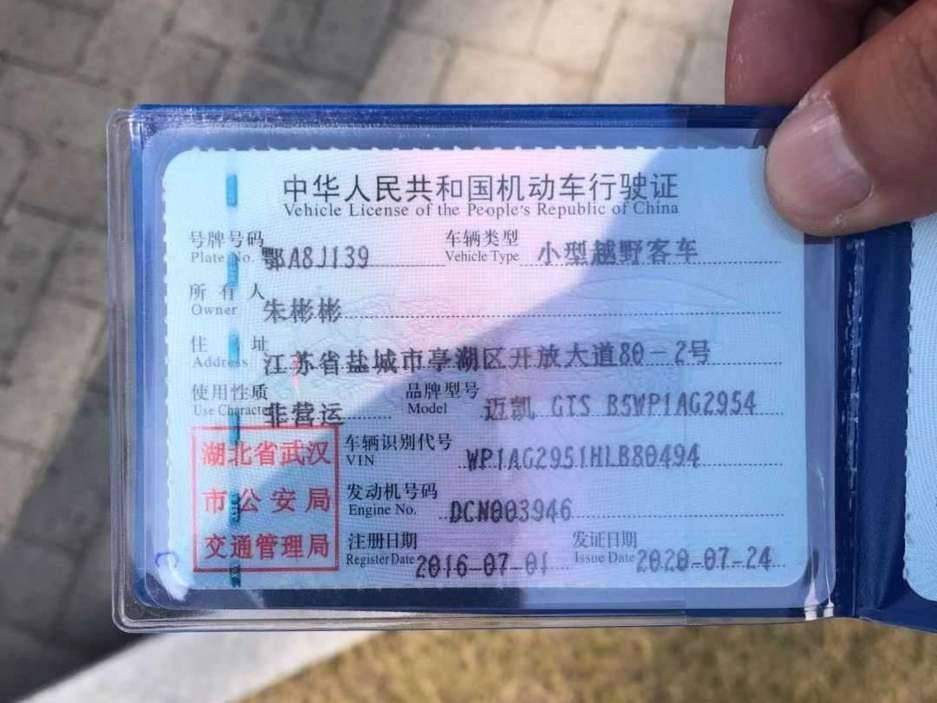 中华人民共和国机动车行驶证
Vehicle License of the People's Republic of China
号牌号码 鄂A8J139 车辆类型 小型越野客车
Plate No. Vehicle Type
所有人 朱彬彬
Owner
住址 江苏省盐城市亭湖区开放大道80-2号
Address
使用性质 非营运 品牌型号 迈凯 GTS B5WP1AG2954
Use Character Model
湖北省武汉
市公安局
交通管理局
车辆识别代号 WP1AG2951HLB80494
VIN
发动机号码 DCN003946
Engine No.
注册日期 2016-07-01 发证日期 2020-07-24
Register Date Issue Date